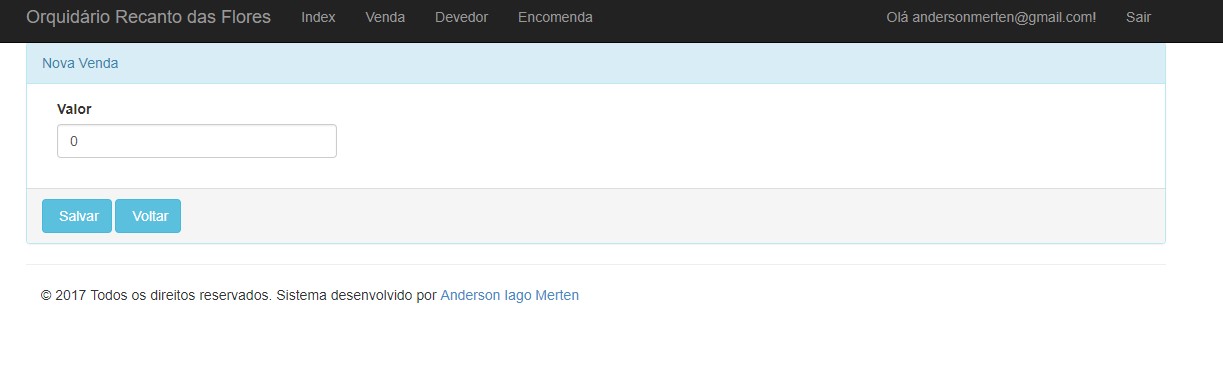 Orquidário Recanto das Flores Index Venda Devedor Encomenda Olá andersonmerten@gmail.com! Sair
Nova Venda
Valor
0
Salvar Voltar
© 2017 Todos os direitos reservados. Sistema desenvolvido por Anderson Iago Merten